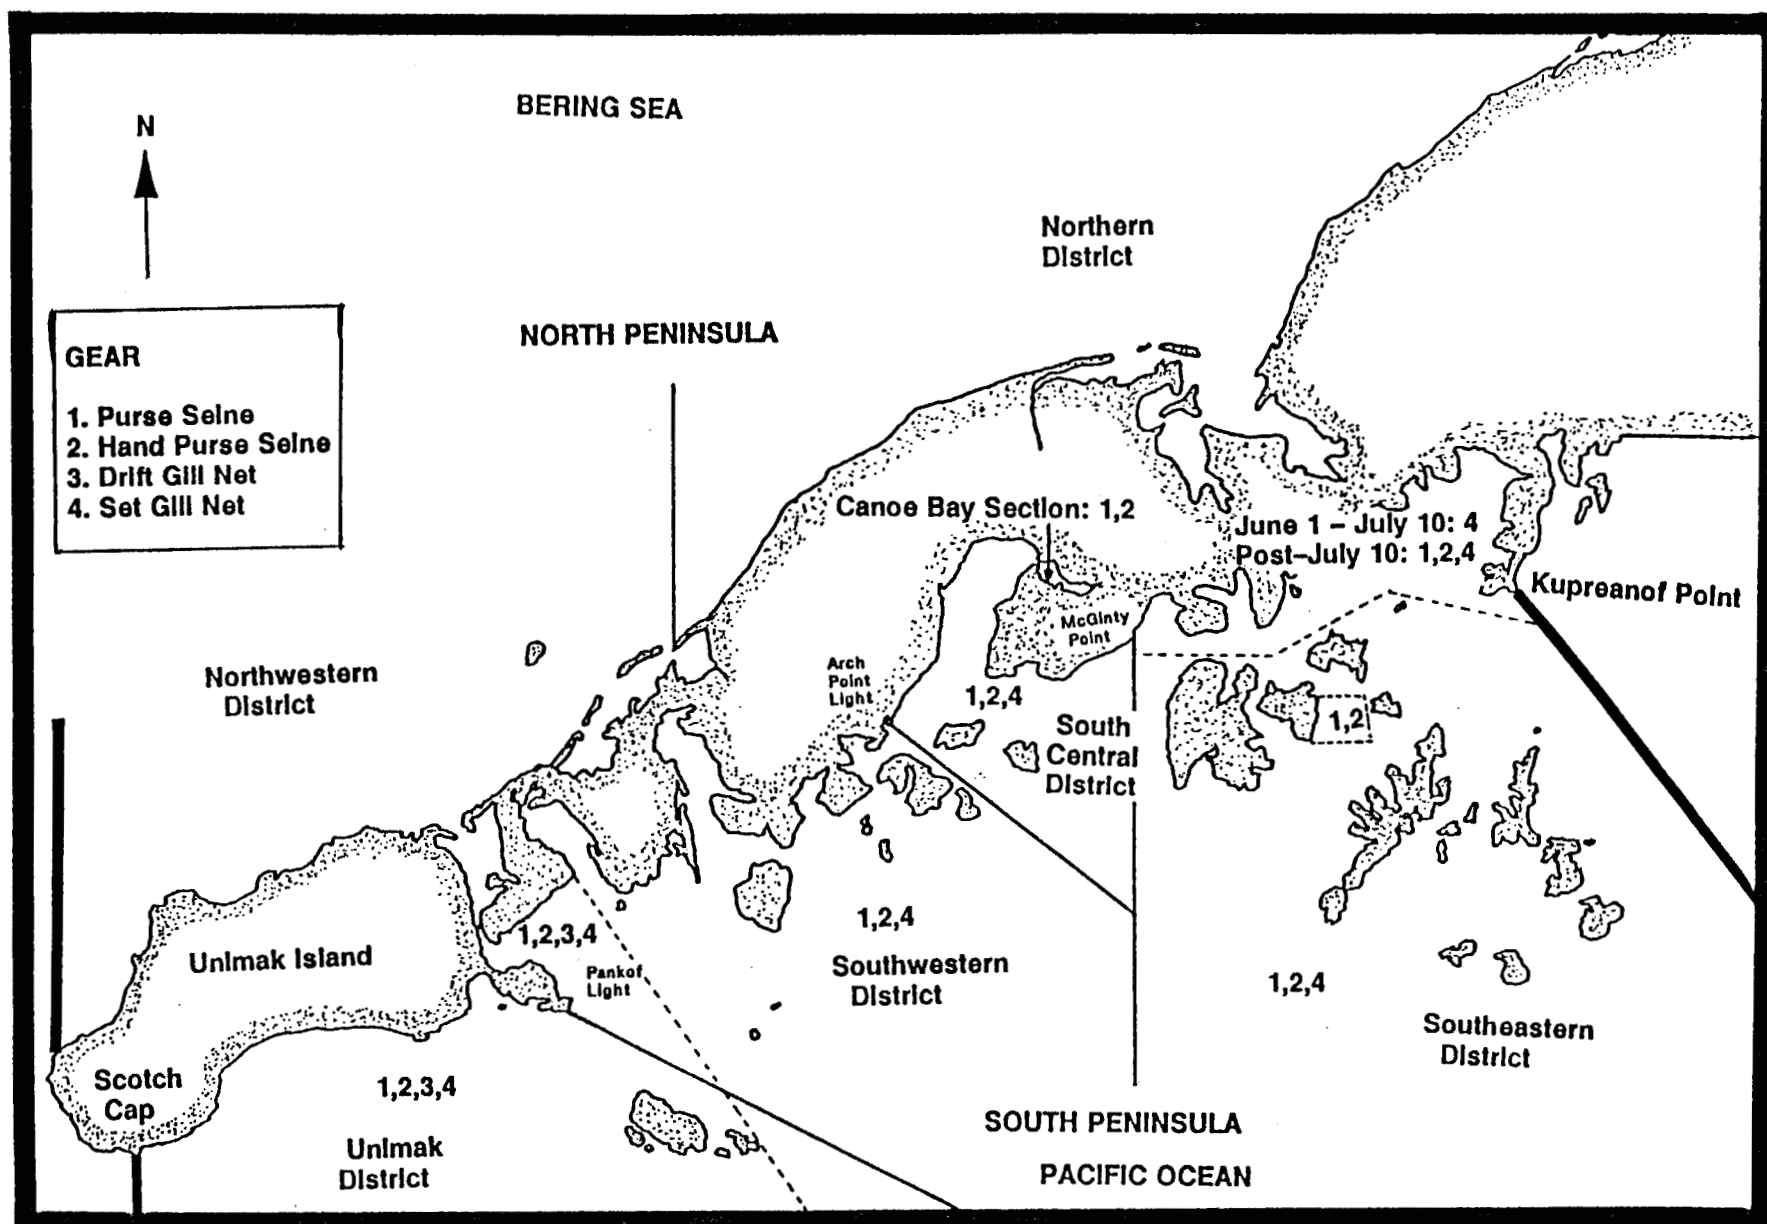 BERING SEA
N
Northern
District
NORTH PENINSULA
GEAR
1. Purse Seine
2. Hand Purse Seine
3. Drift Gill Net
4. Set Gill Net
Canoe Bay Section: 1,2
June 1 – July 10: 4
Post–July 10: 1,2,4
Kupreanof Point
McGinty
Point
Northwestern
District
Arch
Point
Light
1,2,4
South
Central
District
1,2
1,2,3,4
1,2,4
Unimak Island
Pankof
Light
Southwestern
District
1,2,4
Southeastern
District
Scotch
Cap
1,2,3,4
Unimak
District
SOUTH PENINSULA
PACIFIC OCEAN